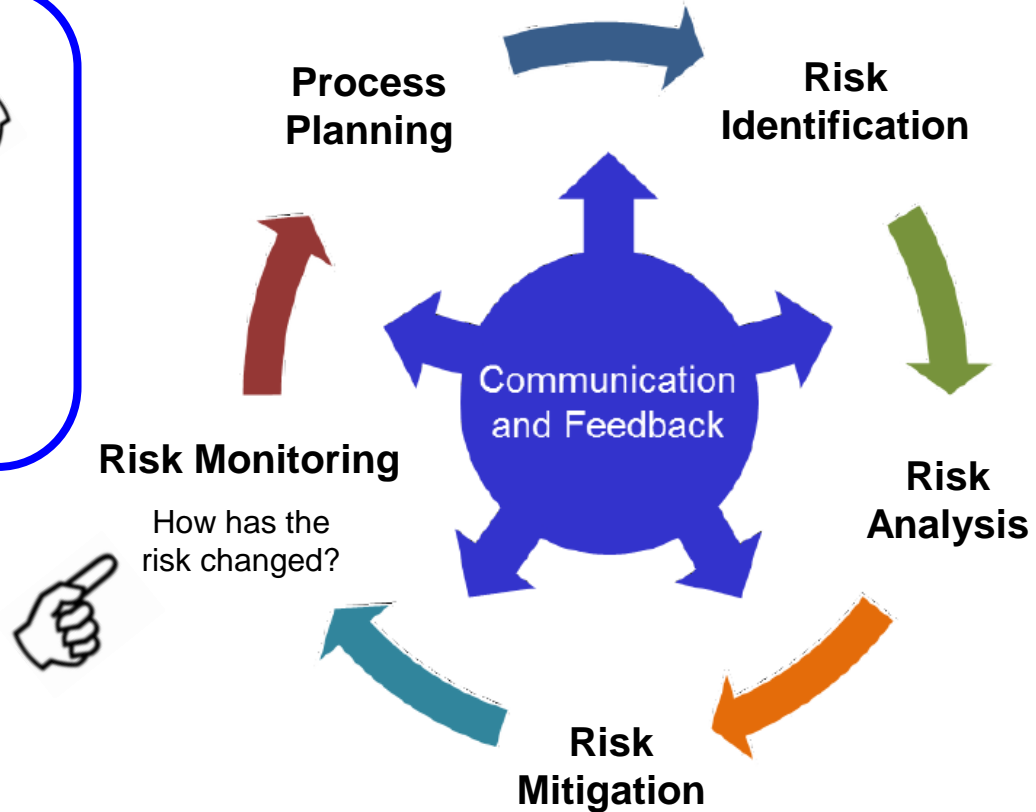 Process
Planning
Risk
Identification
Communication
and Feedback
Risk Monitoring
How has the
risk changed?
Risk
Analysis
Risk
Mitigation